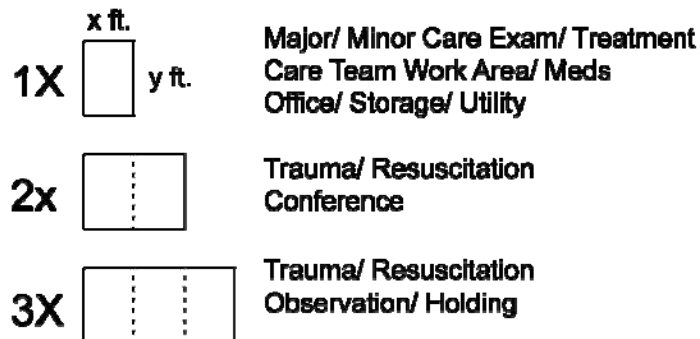 x ft.
1X
y ft.
Major/ Minor Care Exam/ Treatment
Care Team Work Area/ Meds
Office/ Storage/ Utility
2x
Trauma/ Resuscitation
Conference
3X
Trauma/ Resuscitation
Observation/ Holding